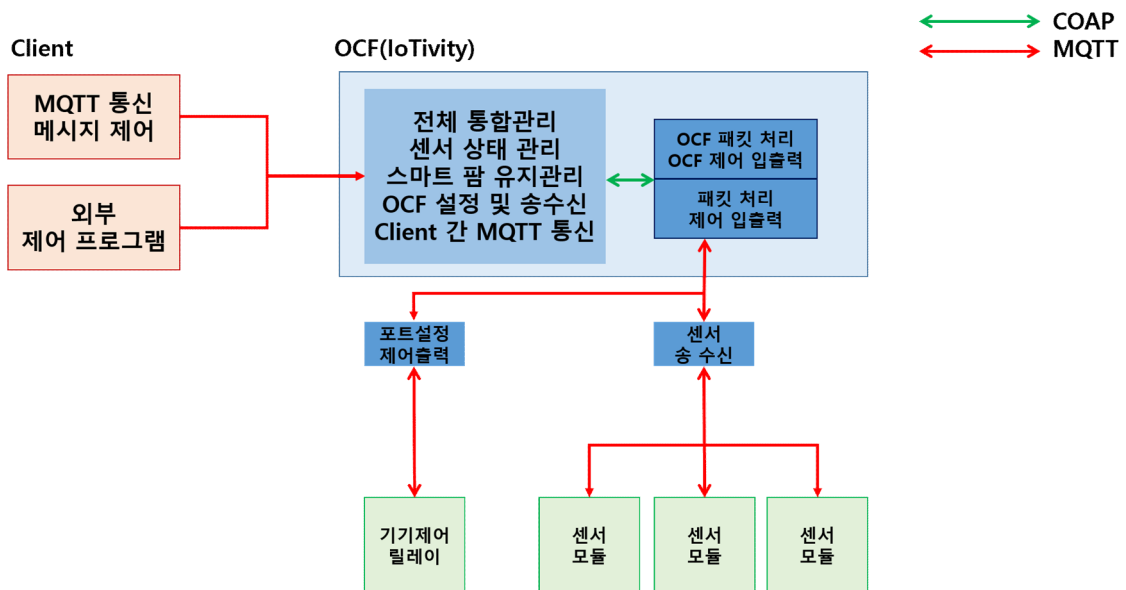 COAP
MQTT
Client
OCF(IoTivity)
MQTT 통신
메시지 제어
외부
제어 프로그램
전체 통합관리
센서 상태 관리
스마트 팜 유지관리
OCF 설정 및 송수신
Client 간 MQTT 통신
OCF 패킷 처리
OCF 제어 입출력
패킷 처리
제어 입출력
포트설정
제어출력
센서
송 수신
기기제어
릴레이
센서
모듈
센서
모듈
센서
모듈